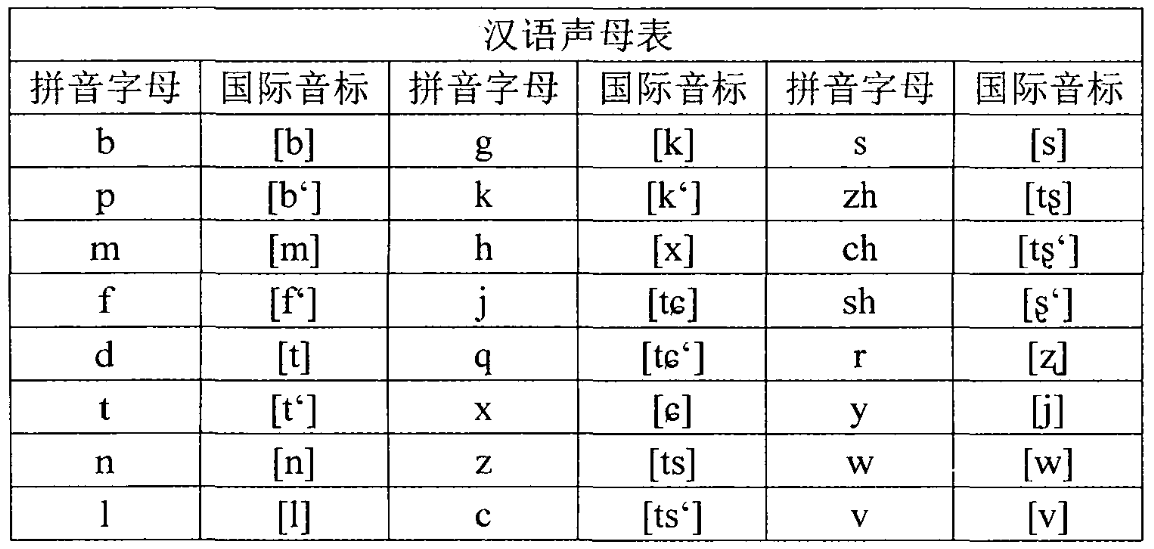 汉语声母表
拼音字母 国际音标 拼音字母 国际音标 拼音字母 国际音标
b [b] g [k] s [s]
p [b‘] k [k‘] zh [tʂ]
m [m] h [x] ch [tʂ‘]
f [f‘] j [tɕ] sh [ʂ‘]
d [t] q [tɕ‘] r [ʐ]
t [t‘] x [ɕ] y [j]
n [n] z [ts] w [w]
l [l] c [ts‘] v [v]